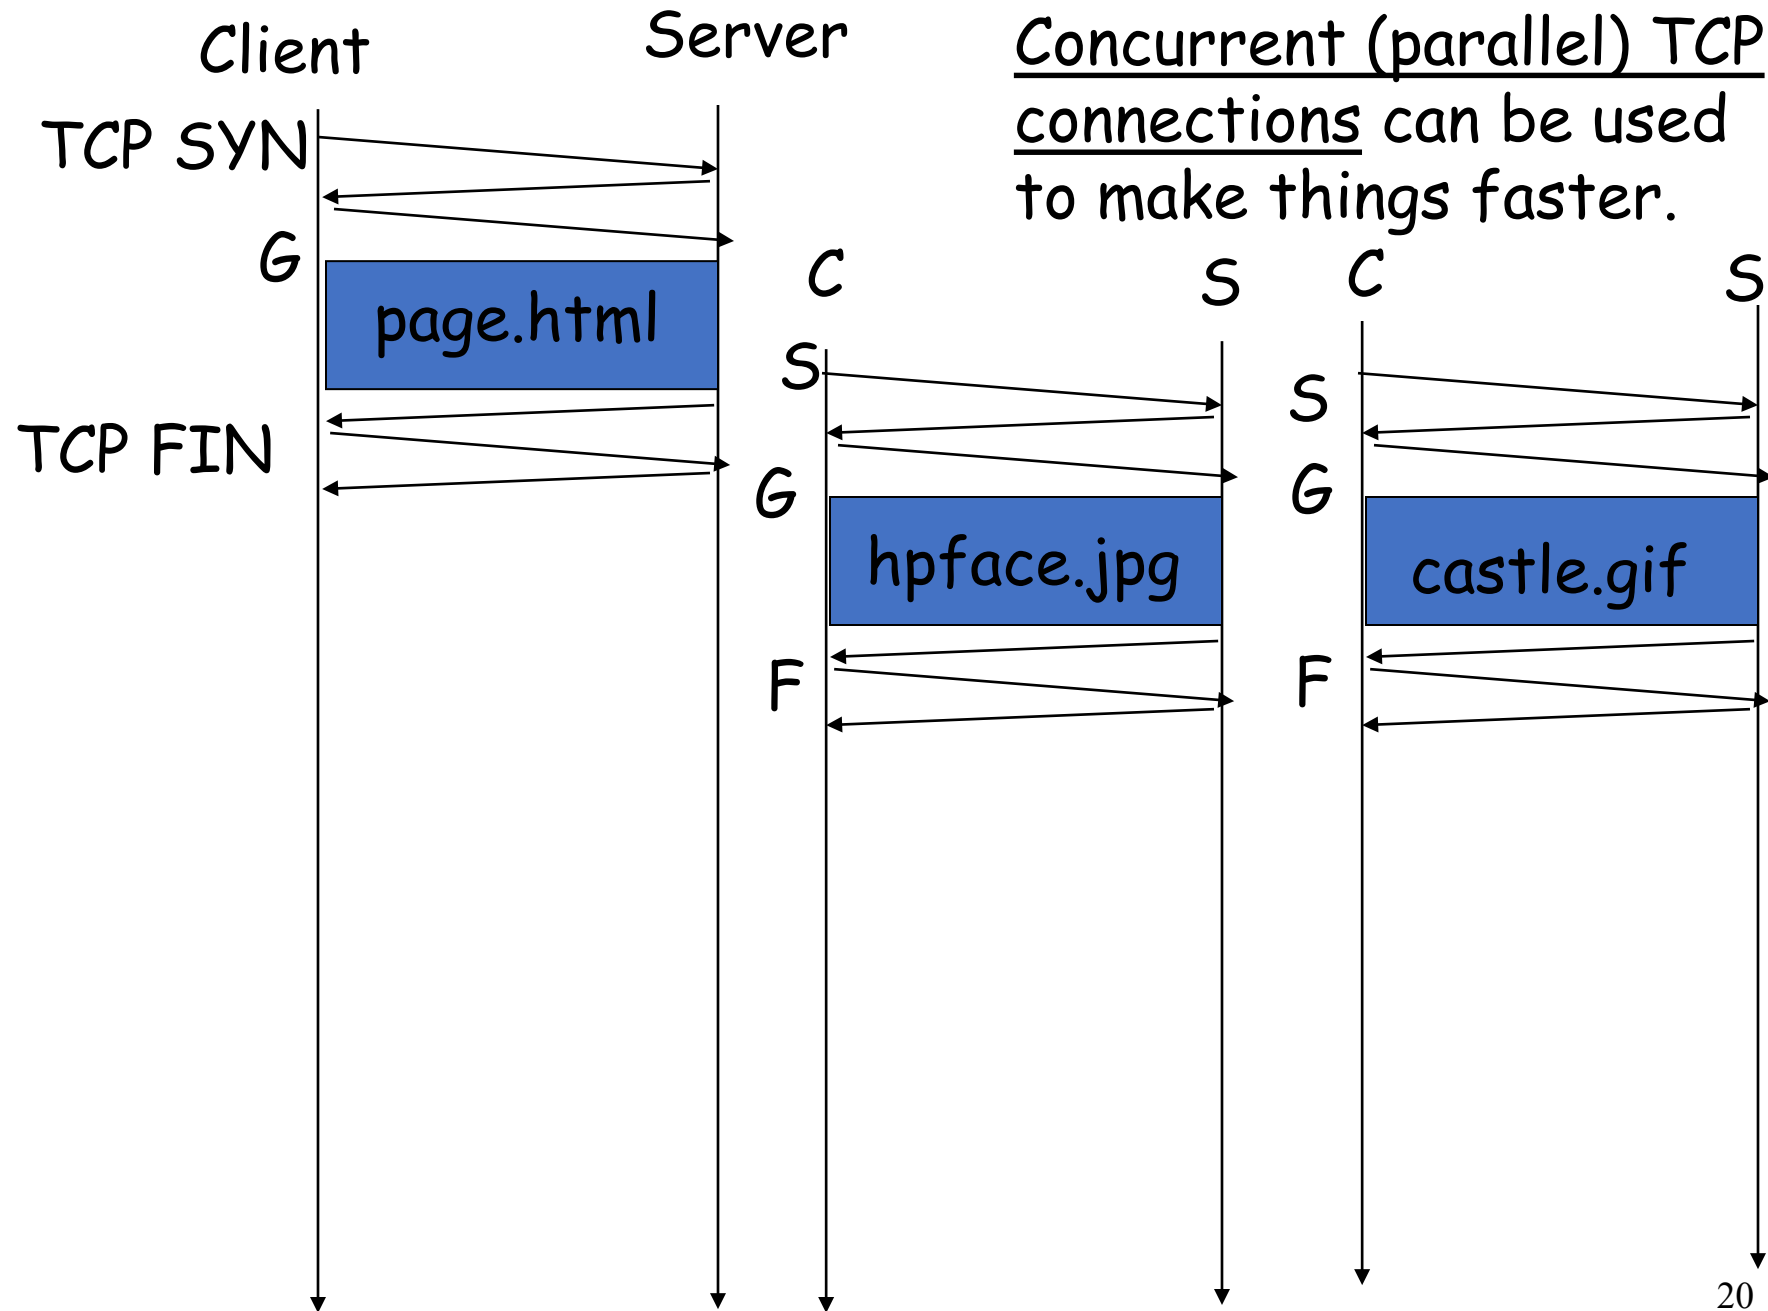 Client
Server
Concurrent (parallel) TCP
connections can be used
to make things faster.
TCP SYN
G
page.html
TCP FIN
C
S
S
G
hpface.jpg
F
C
S
S
G
castle.gif
F
20